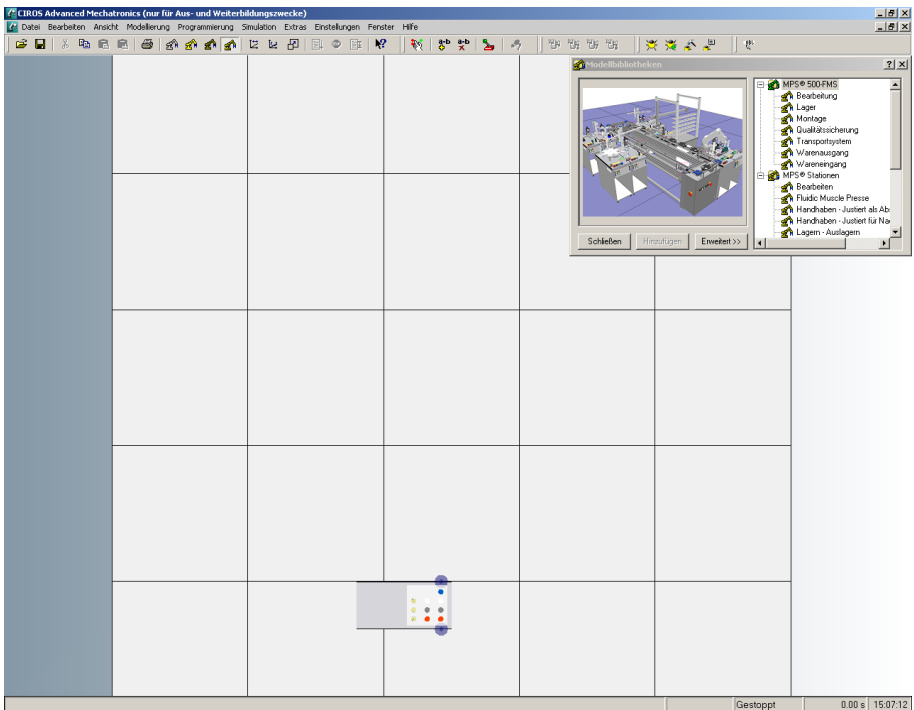 CIROS Advanced Mechatronics (nur für Aus- und Weiterbildungszwecke)
Datei Bearbeiten Ansicht Modellierung Programmierung Simulation Extras Einstellungen Fenster Hilfe
Modellbibliotheken
MPS® 500-FMS
Bearbeitung
Lager
Montage
Qualitätssicherung
Transportsystem
Warenausgang
Wareneingang
MPS® Stationen
Bearbeiten
Fluidic Muscle Presse
Handhaben - Justiert als Ab
Handhaben - Justiert für Na
Lagern - Auslagern
Schließen Hinzufügen Erweitert >>
Gestoppt 0.00 s 15:07:12